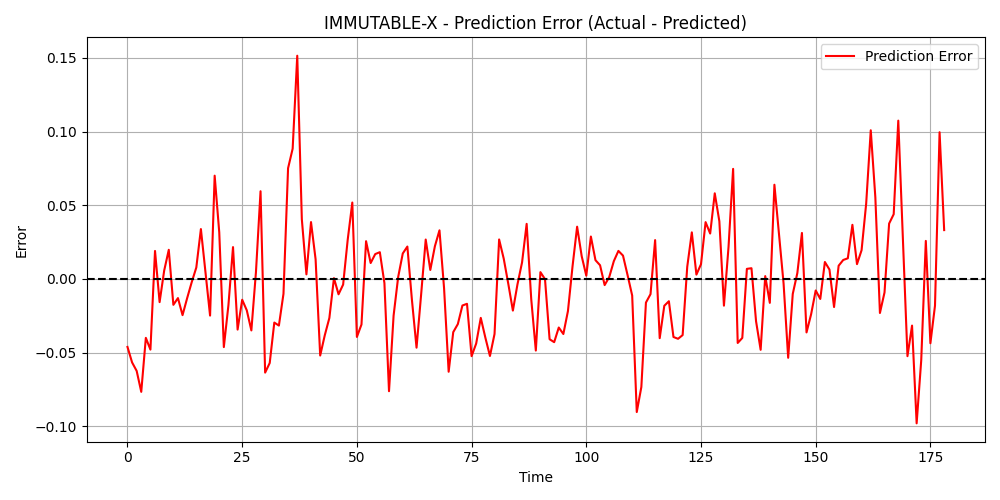 IMMUTABLE-X - Prediction Error (Actual - Predicted)
Prediction Error
0.15
0.10
0.05
0.00
−0.05
−0.10
Error
0 25 50 75 100 125 150 175
Time